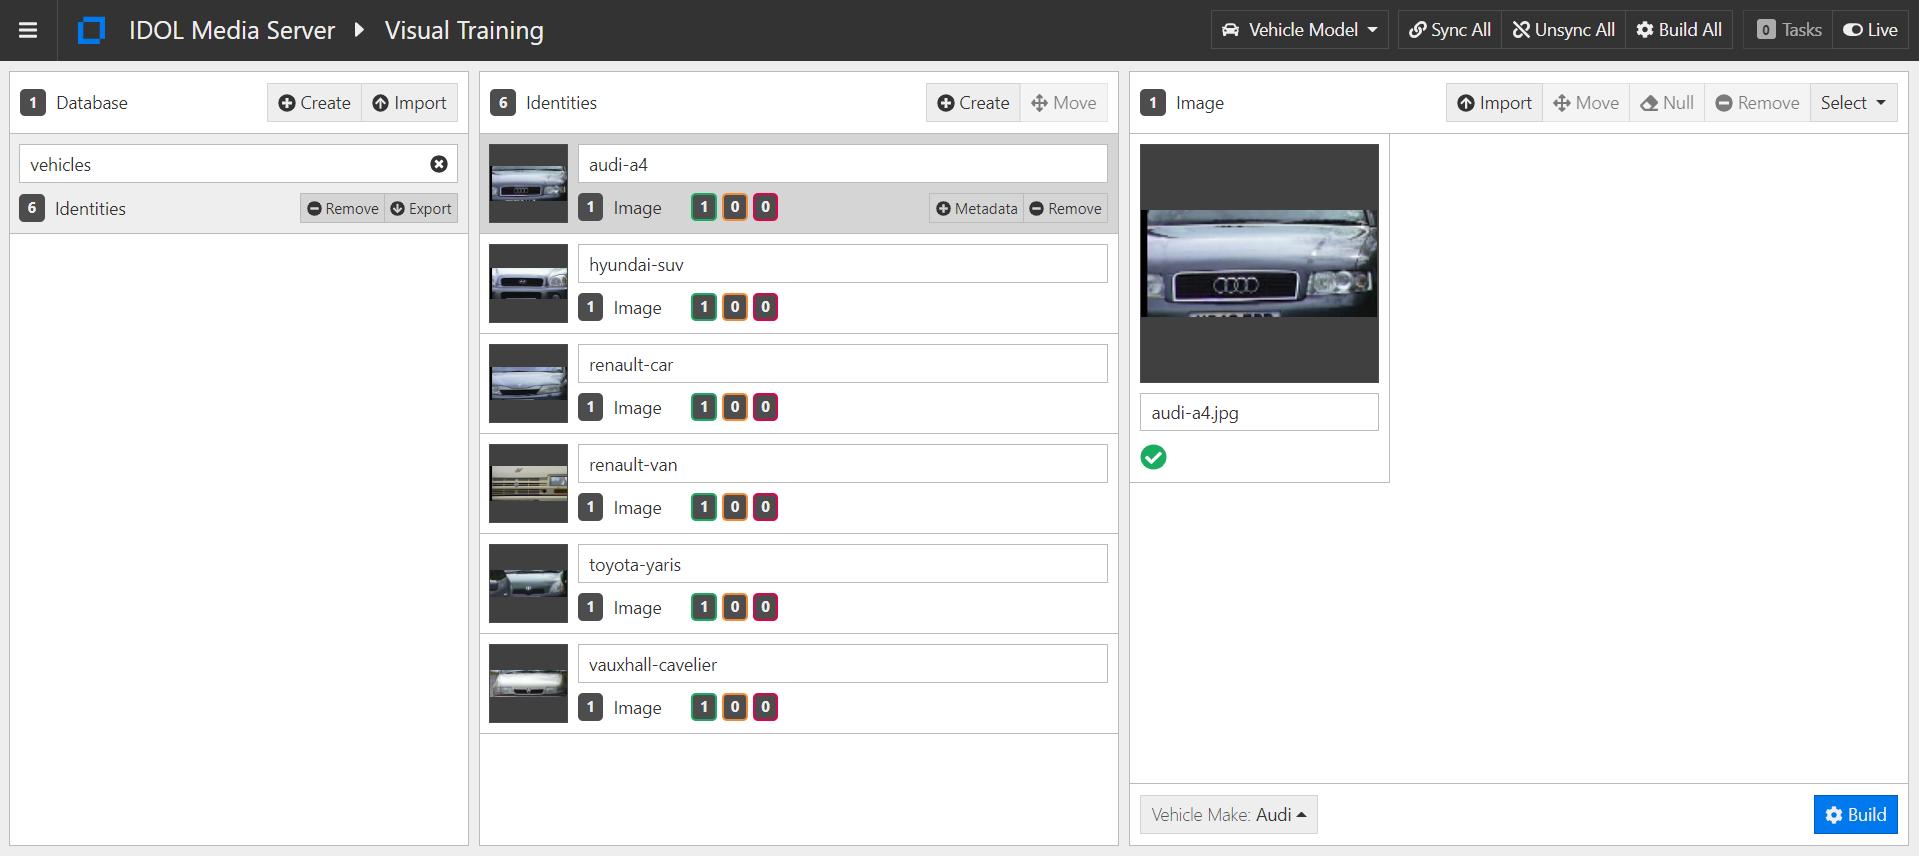 IDOL Media Server Visual Training Vehicle Model Sync All Unsync All Build All 0 Tasks Live
1 Database Create Import
vehicles
6 Identities Remove Export
6 Identities Create Move
audi-a4
1 Image 1 0 0 Metadata Remove
hyundai-suv
1 Image 1 0 0
renault-car
1 Image 1 0 0
renault-van
1 Image 1 0 0
toyota-yaris
1 Image 1 0 0
vauxhall-cavelier
1 Image 1 0 0
1 Image Import Move Null Remove Select
audi-a4.jpg
Vehicle Make: Audi Build